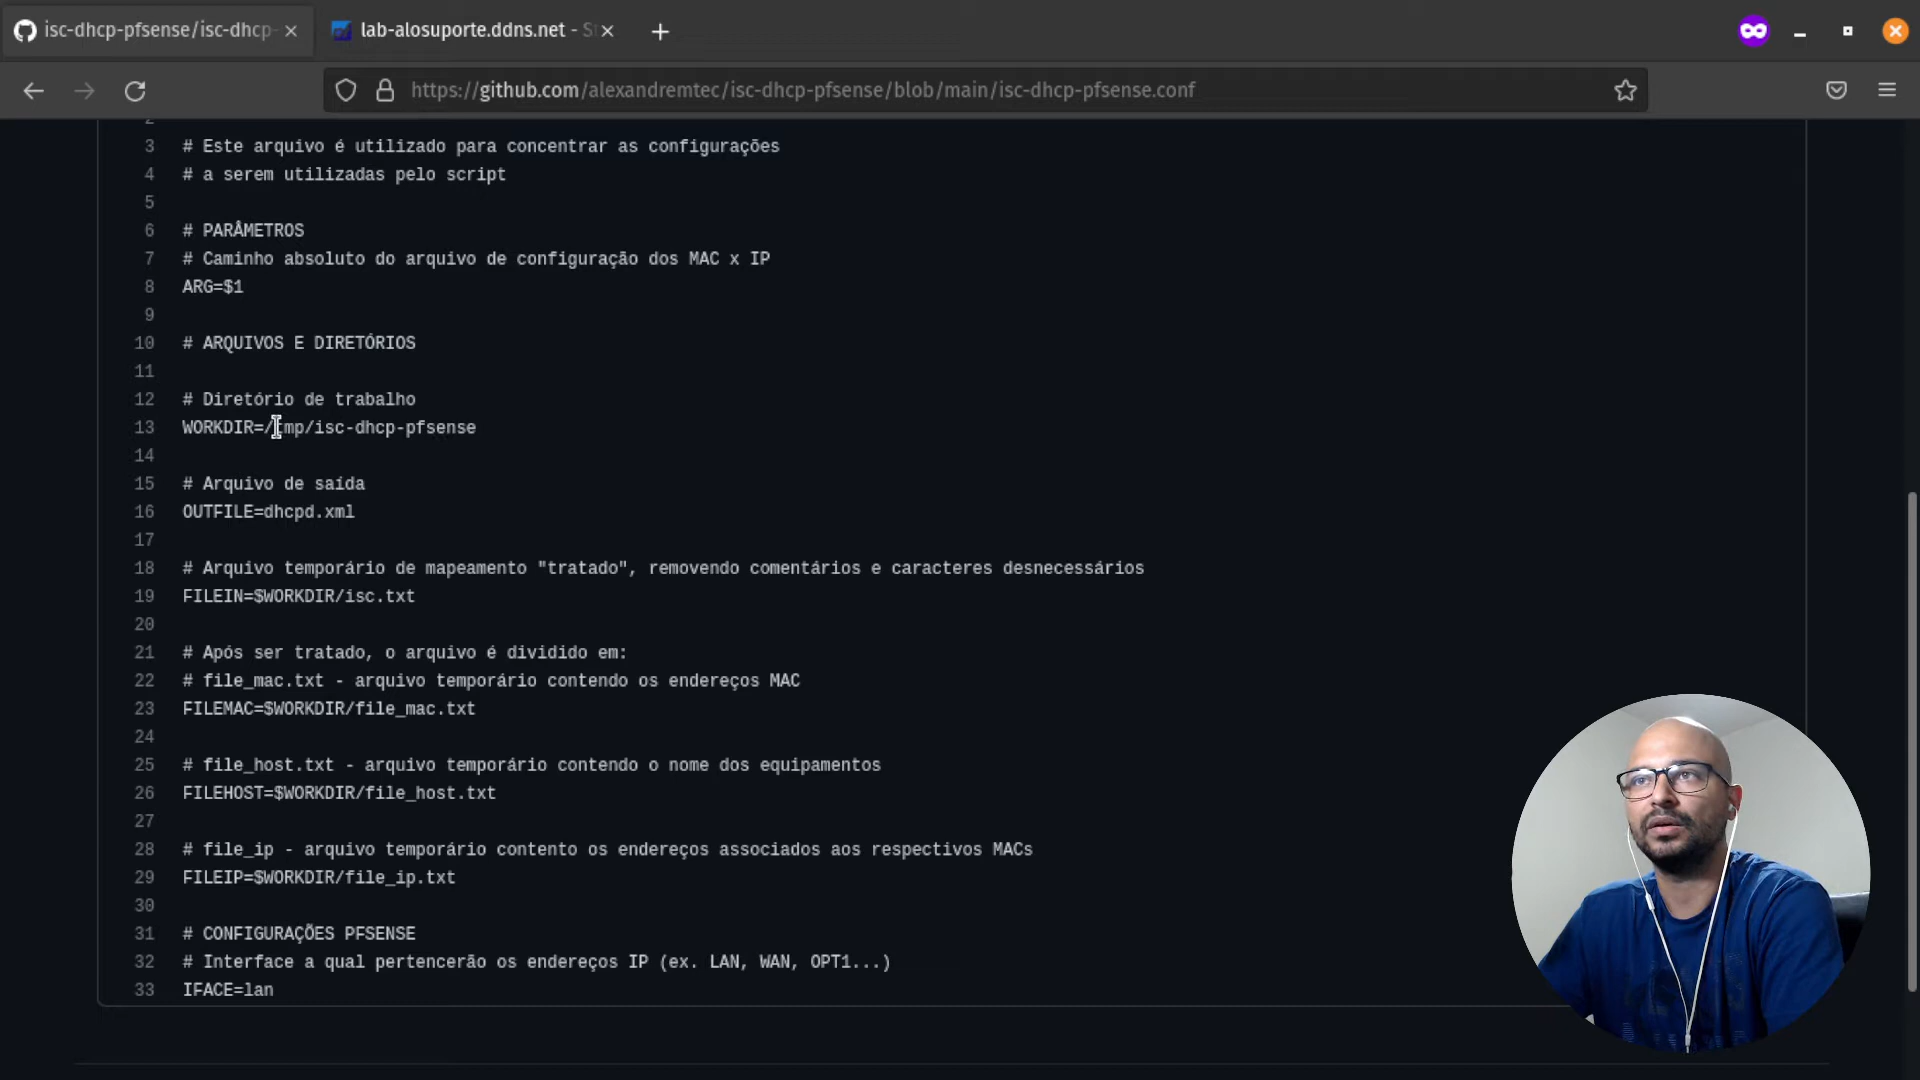 isc-dhcp-pfsense/isc-dhcp-
lab-alosuporte.ddns.net - S
https://github.com/alexandremtec/isc-dhcp-pfsense/blob/main/isc-dhcp-pfsense.conf
2
3 # Este arquivo é utilizado para concentrar as configurações
4 # a serem utilizadas pelo script
5
6 # PARÂMETROS
7 # Caminho absoluto do arquivo de configuração dos MAC x IP
8 ARG=$1
9
10 # ARQUIVOS E DIRETÓRIOS
11
12 # Diretório de trabalho
13 WORKDIR=/tmp/isc-dhcp-pfsense
14
15 # Arquivo de saída
16 OUTFILE=dhcpd.xml
17
18 # Arquivo temporário de mapeamento "tratado", removendo comentários e caracteres desnecessários
19 FILEIN=$WORKDIR/isc.txt
20
21 # Após ser tratado, o arquivo é dividido em:
22 # file_mac.txt - arquivo temporário contendo os endereços MAC
23 FILEMAC=$WORKDIR/file_mac.txt
24
25 # file_host.txt - arquivo temporário contendo o nome dos equipamentos
26 FILEHOST=$WORKDIR/file_host.txt
27
28 # file_ip - arquivo temporário contento os endereços associados aos respectivos MACs
29 FILEIP=$WORKDIR/file_ip.txt
30
31 # CONFIGURAÇÕES PFSENSE
32 # Interface a qual pertencerão os endereços IP (ex. LAN, WAN, OPT1...)
33 IFACE=lan